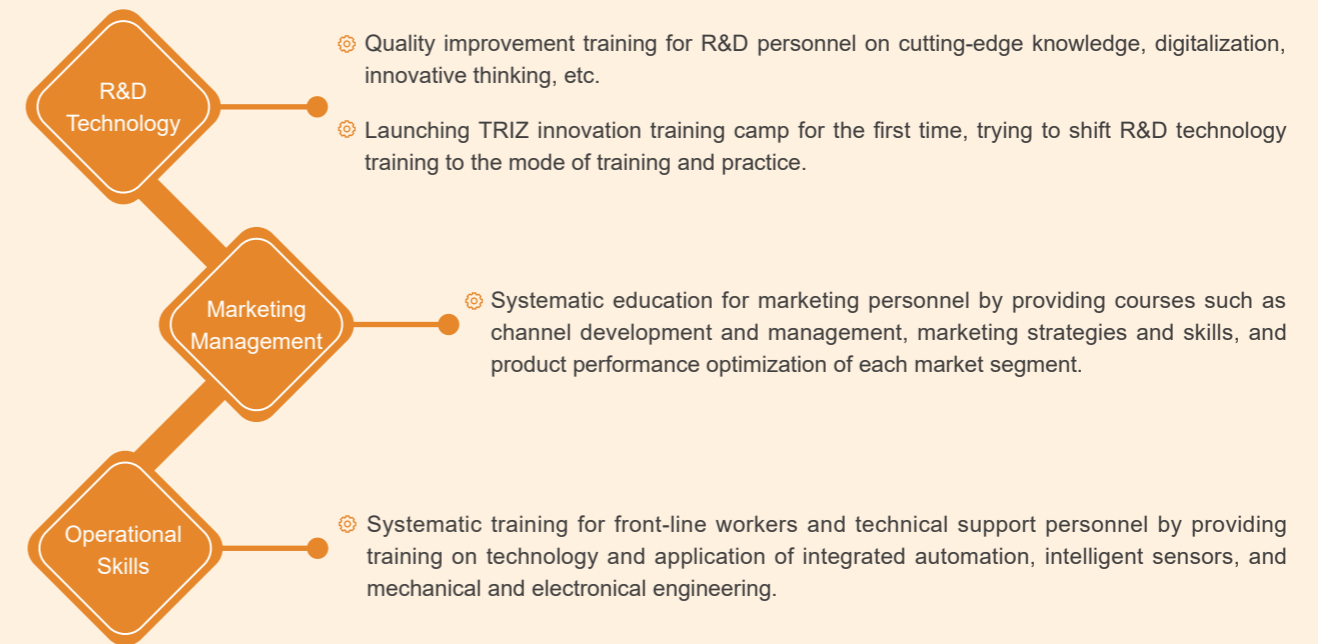 R&D
Technology
Quality improvement training for R&D personnel on cutting-edge knowledge, digitalization,
innovative thinking, etc.
Launching TRIZ innovation training camp for the first time, trying to shift R&D technology
training to the mode of training and practice.
Marketing
Management
Systematic education for marketing personnel by providing courses such as
channel development and management, marketing strategies and skills, and
product performance optimization of each market segment.
Operational
Skills
Systematic training for front-line workers and technical support personnel by providing
training on technology and application of integrated automation, intelligent sensors, and
mechanical and electronical engineering.